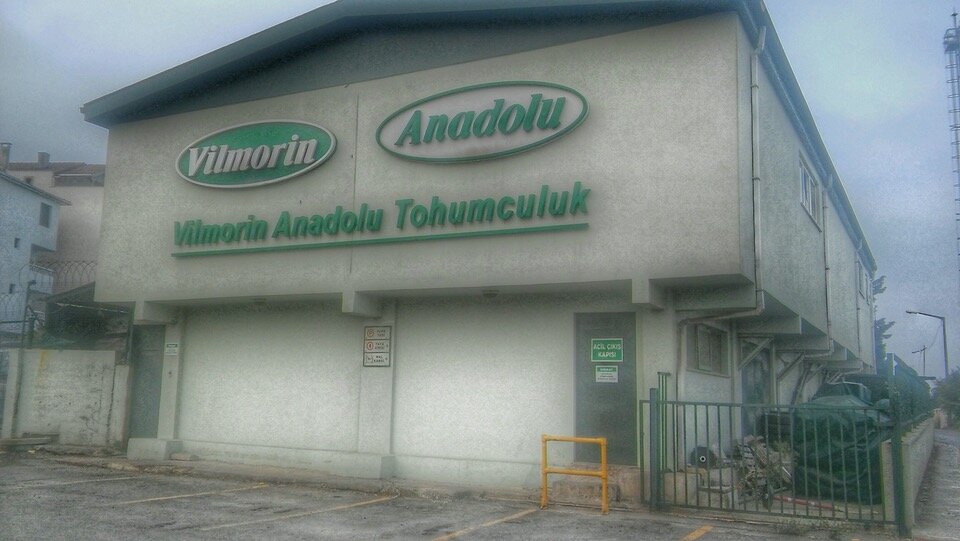 Vilmorin
Anadolu
Vilmorin Anadolu Tohumculuk
ACİL ÇIKIŞ
KAPISI